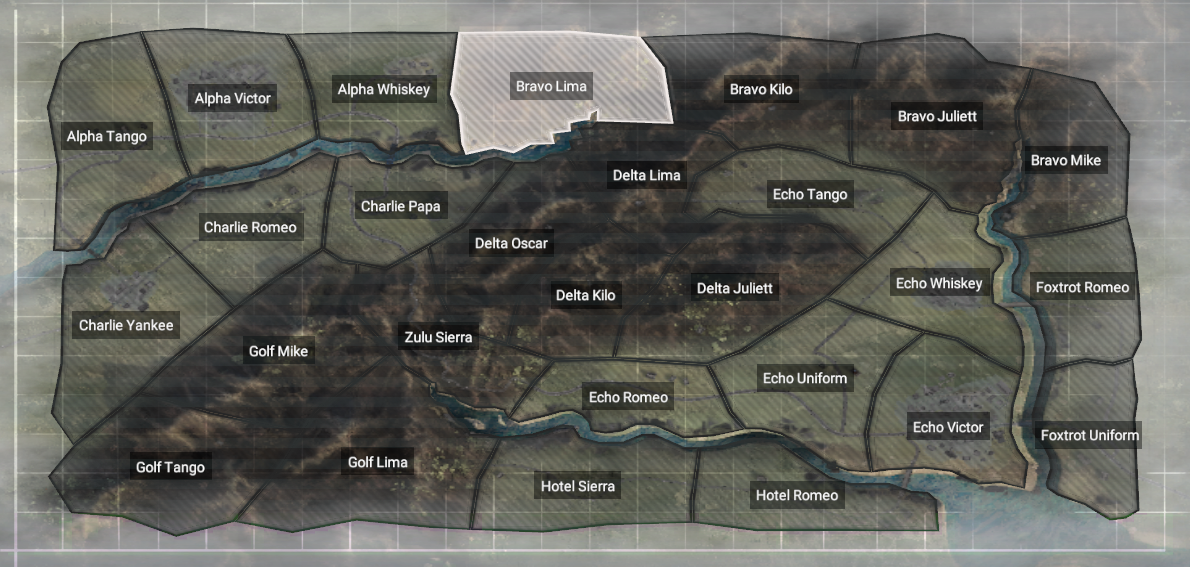 Bravo Lima
Alpha Whiskey
Bravo Kilo
Alpha Victor
Bravo Juliett
Alpha Tango
Bravo Mike
Delta Lima
Echo Tango
Charlie Papa
Charlie Romeo
Delta Oscar
Echo Whiskey
Foxtrot Romeo
Delta Juliett
Delta Kilo
Charlie Yankee
Zulu Sierra
Golf Mike
Echo Uniform
Echo Romeo
Echo Victor
Foxtrot Uniform
Golf Lima
Golf Tango
Hotel Sierra
Hotel Romeo